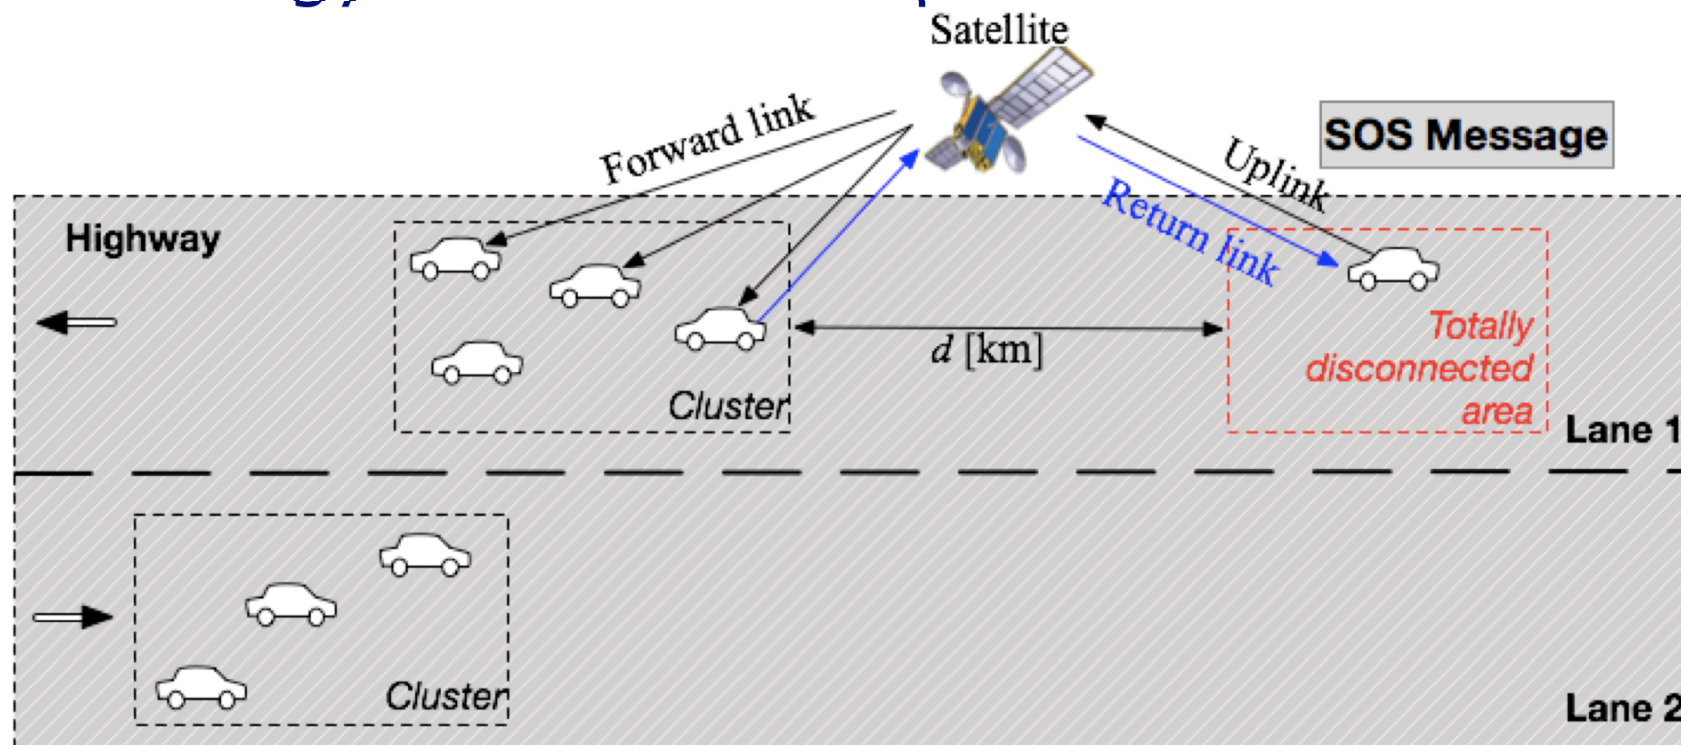 Satellite
Forward link
SOS Message
Uplink
Return link
Highway
d [km]
Totally
disconnected
area
Cluster
Lane 1
Cluster
Lane 2